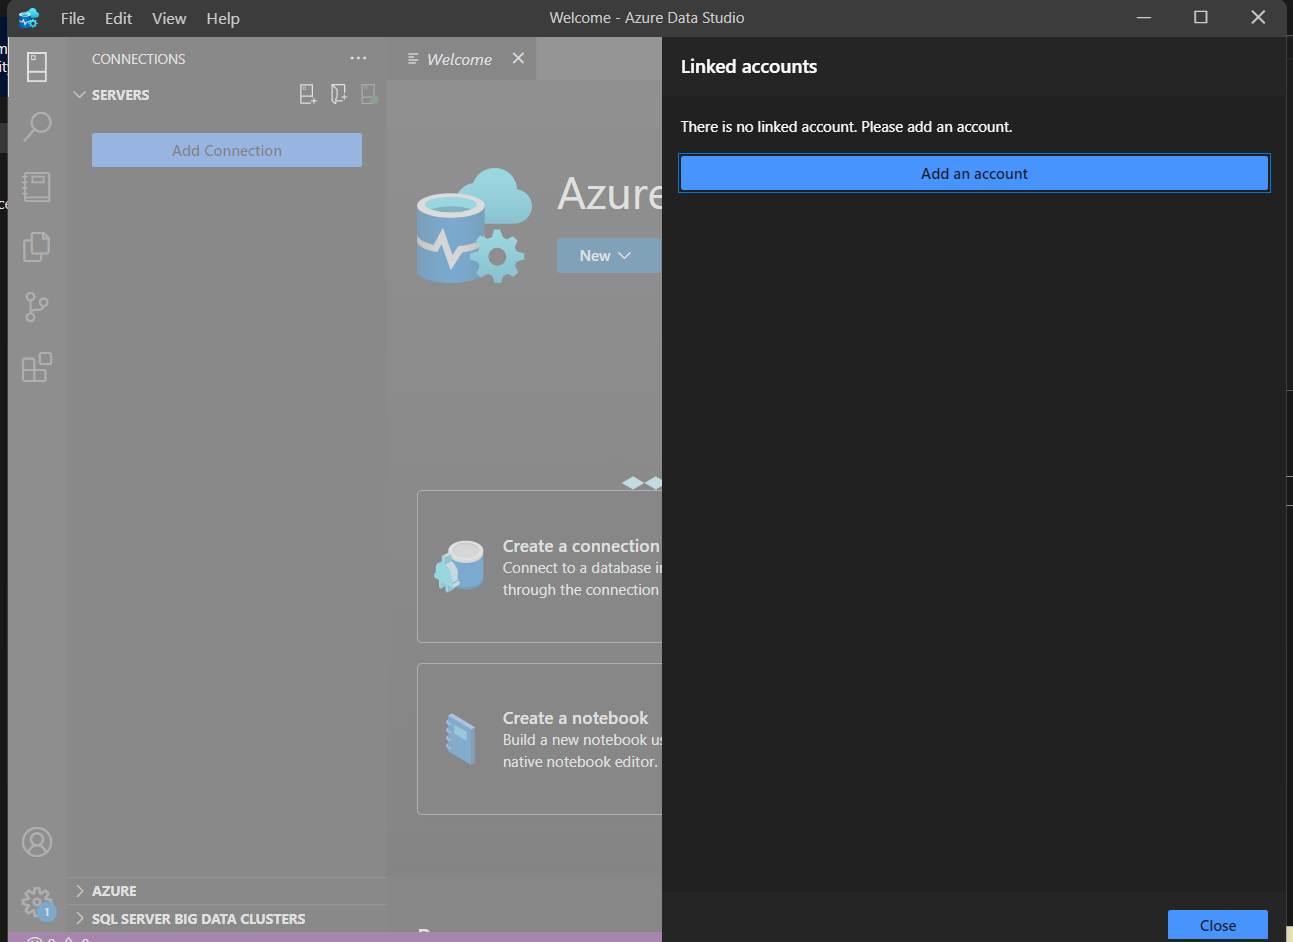 File Edit View Help
Welcome - Azure Data Studio
CONNECTIONS
SERVERS
Add Connection
Welcome
Azure
New
Create a connection
Connect to a database
through the connection
Create a notebook
Build a new notebook
native notebook editor.
AZURE
SQL SERVER BIG DATA CLUSTERS
1
Linked accounts
There is no linked account. Please add an account.
Add an account
Close